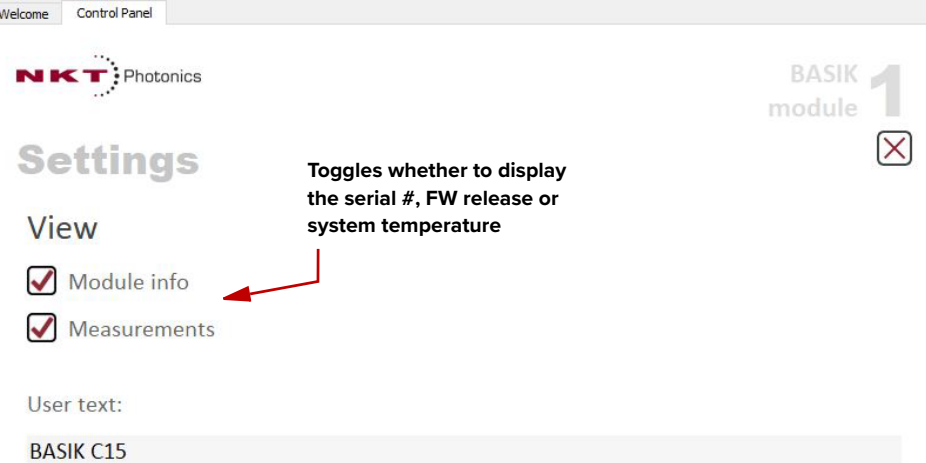 Welcome
Control Panel
NKT Photonics
BASIK
module 1
Settings
Toggles whether to display
the serial #, FW release or
system temperature
View
Module info
Measurements
User text:
BASIK C15